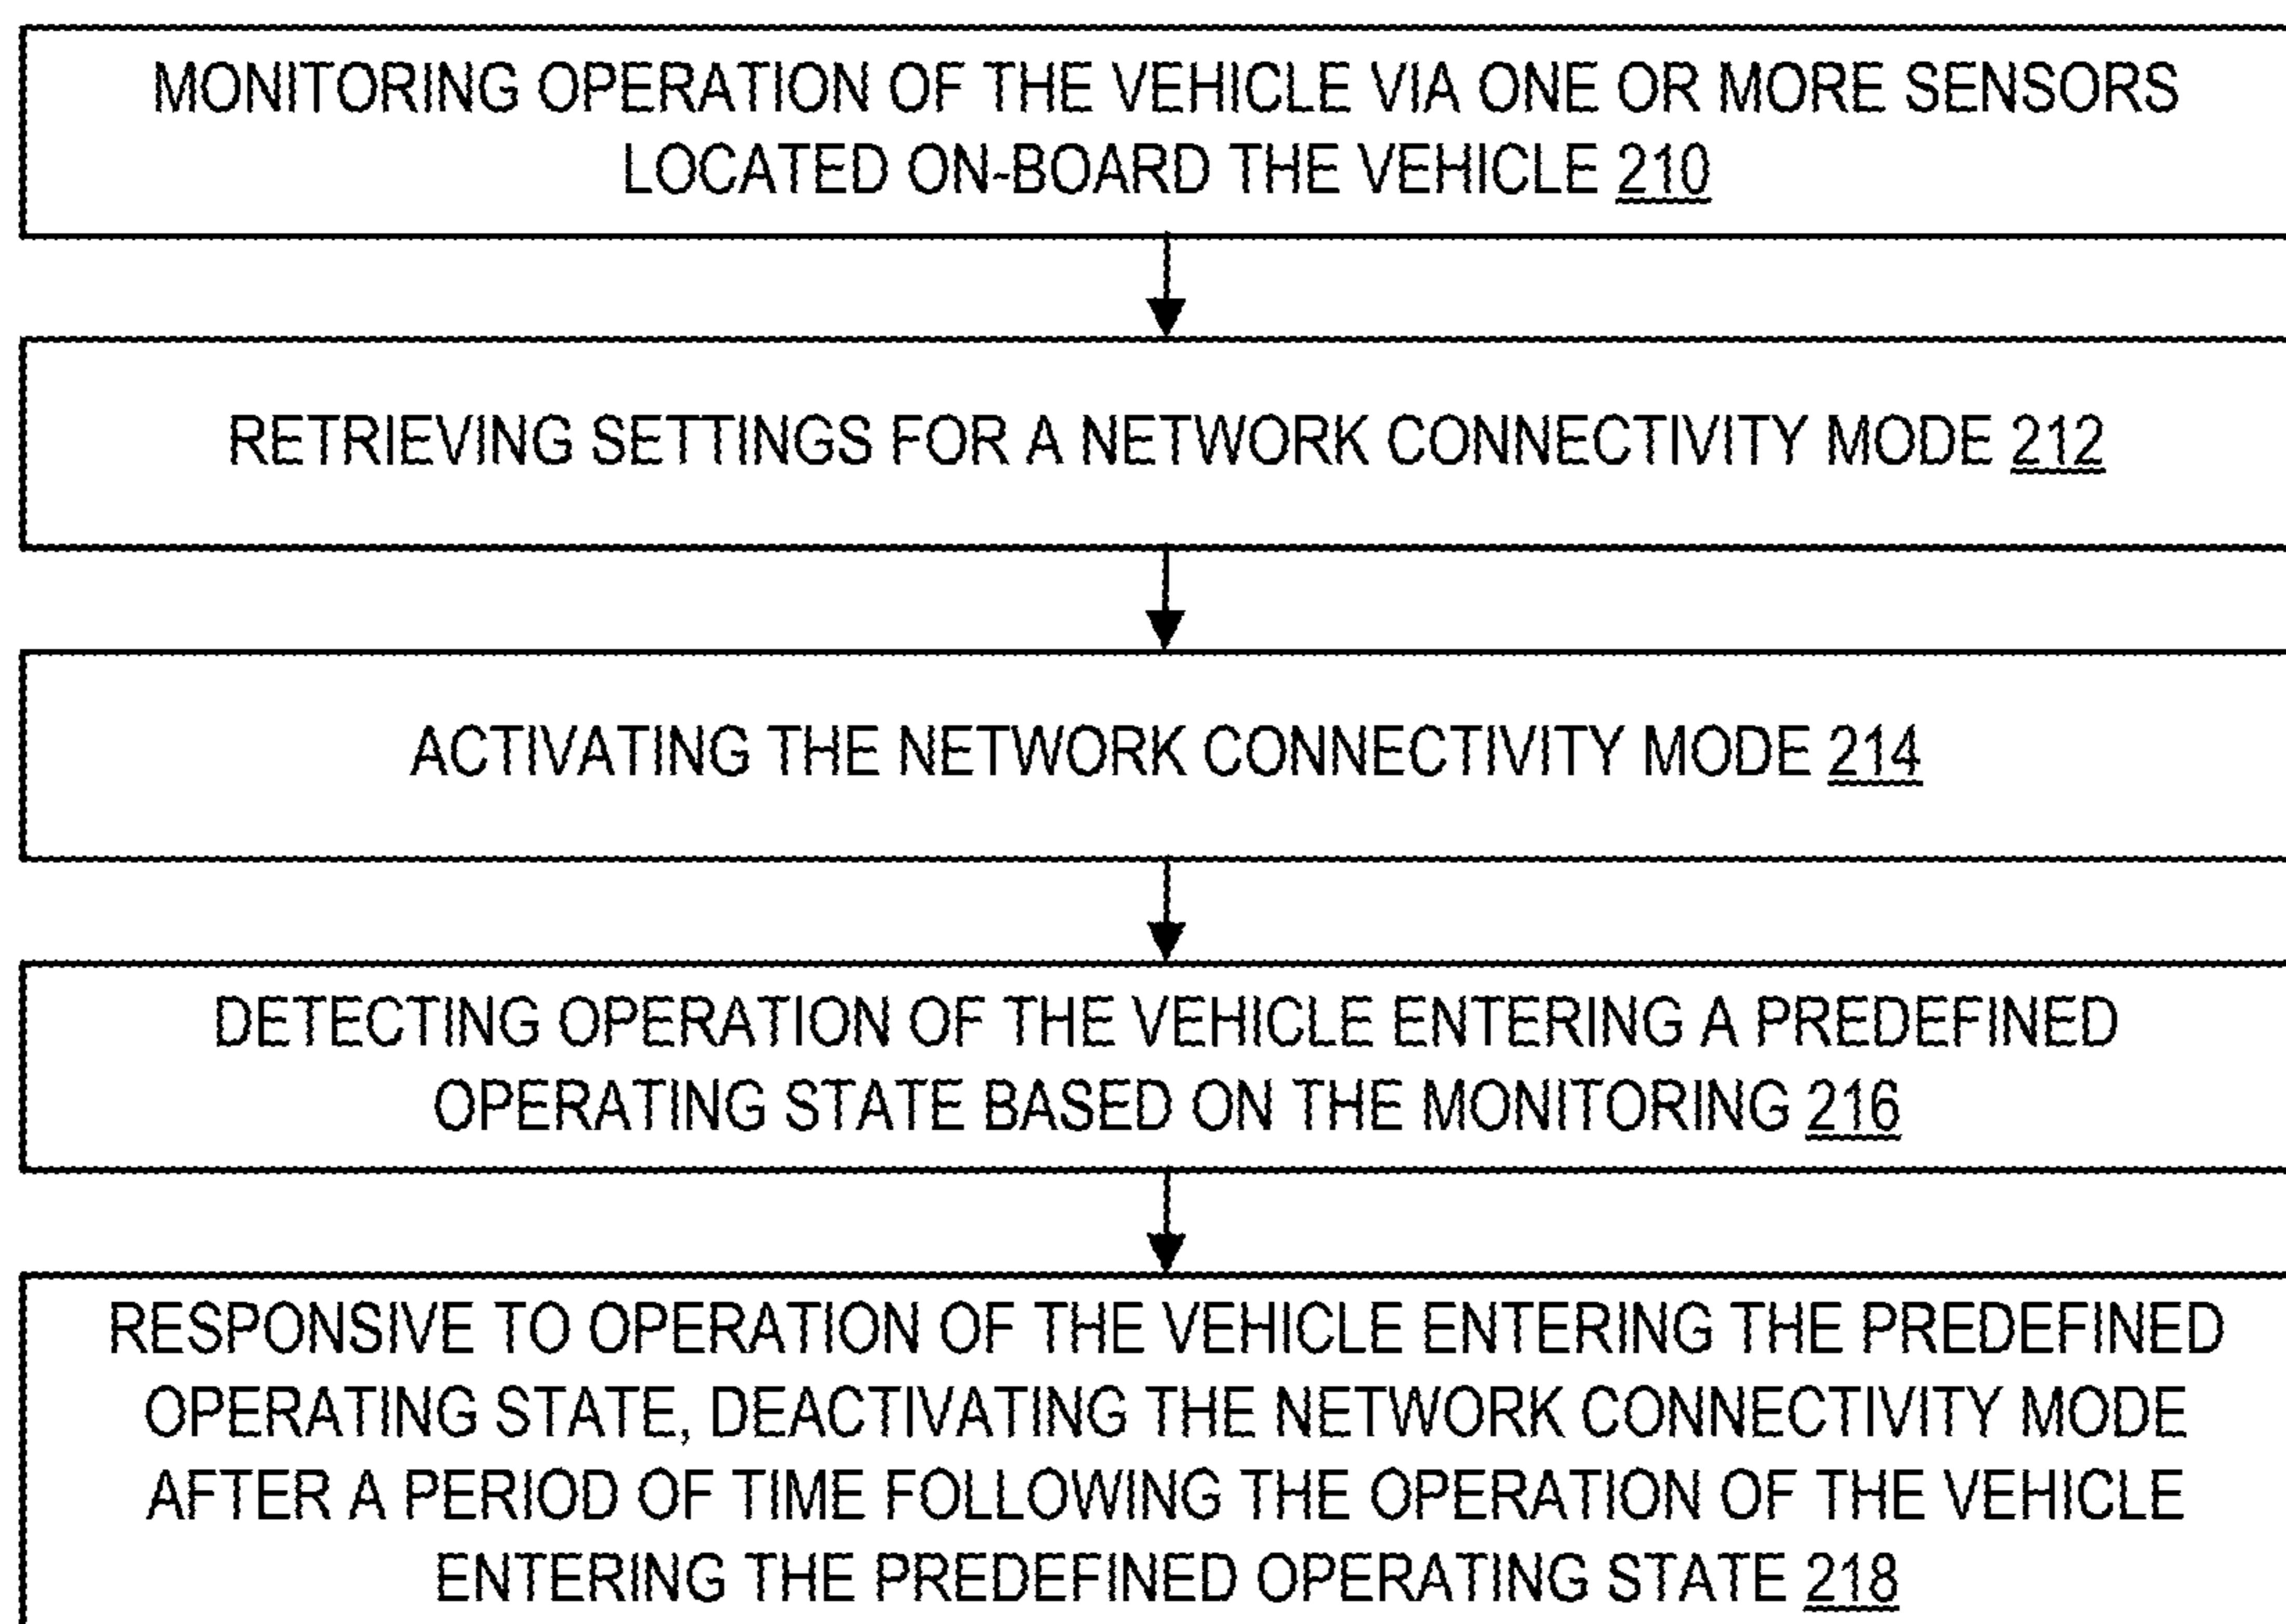 MONITORING OPERATION OF THE VEHICLE VIA ONE OR MORE SENSORS
LOCATED ON-BOARD THE VEHICLE 210
RETRIEVING SETTINGS FOR A NETWORK CONNECTIVITY MODE 212
ACTIVATING THE NETWORK CONNECTIVITY MODE 214
DETECTING OPERATION OF THE VEHICLE ENTERING A PREDEFINED
OPERATING STATE BASED ON THE MONITORING 216
RESPONSIVE TO OPERATION OF THE VEHICLE ENTERING THE PREDEFINED
OPERATING STATE, DEACTIVATING THE NETWORK CONNECTIVITY MODE
AFTER A PERIOD OF TIME FOLLOWING THE OPERATION OF THE VEHICLE
ENTERING THE PREDEFINED OPERATING STATE 218